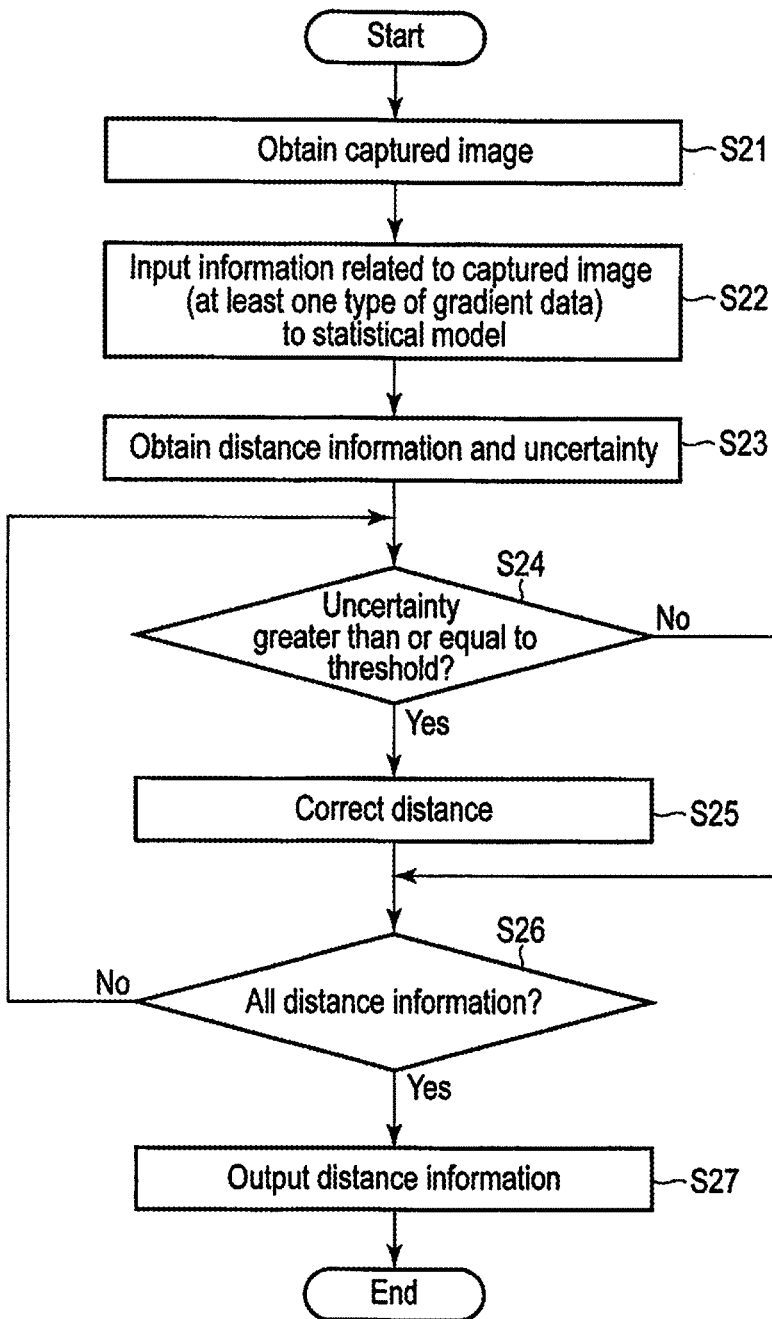 Start
Obtain captured image
S21
Input information related to captured image
(at least one type of gradient data)
to statistical model
S22
Obtain distance information and uncertainty
S23
S24
Uncertainty
greater than or equal to
threshold?
No
Yes
Correct distance
S25
S26
No
All distance information?
Yes
Output distance information
S27
End